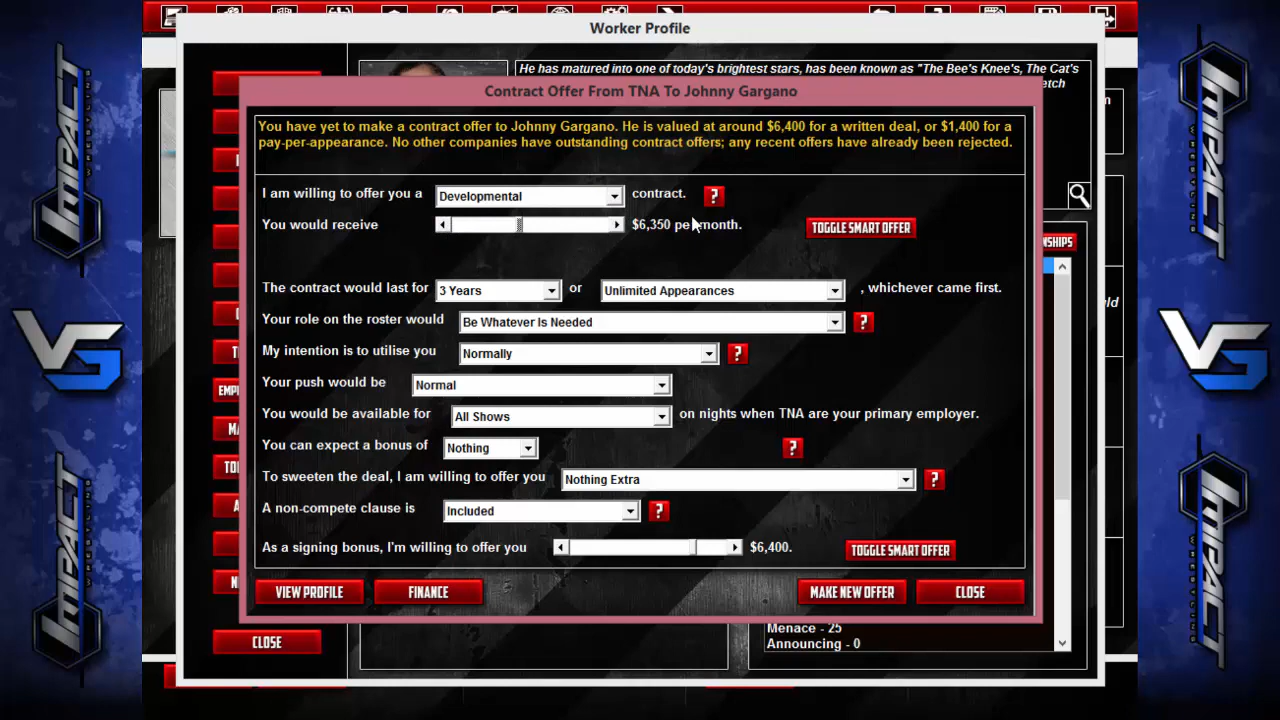 Worker Profile
He has matured into one of today's brightest stars, has been known as "The Bee's Knee's, The Cat's
Contract Offer From TNA To Johnny Gargano
You have yet to make a contract offer to Johnny Gargano. He is valued at around $6,400 for a written deal, or $1,400 for a
pay-per-appearance. No other companies have outstanding contract offers; any recent offers have already been rejected.
I am willing to offer you a Developmental contract. ?
You would receive $6,350 per month. TOGGLE SMART OFFER
The contract would last for 3 Years or Unlimited Appearances , whichever came first.
Your role on the roster would Be Whatever Is Needed ?
My intention is to utilise you Normally ?
Your push would be Normal
You would be available for All Shows on nights when TNA are your primary employer.
You can expect a bonus of Nothing ?
To sweeten the deal, I am willing to offer you Nothing Extra ?
A non-compete clause is Included ?
As a signing bonus, I'm willing to offer you $6,400. TOGGLE SMART OFFER
VIEW PROFILE FINANCE MAKE NEW OFFER CLOSE
Menace - 25
CLOSE
Announcing - 0
IMPACT
IMPACT
VS
VS
IMPACT
IMPACT